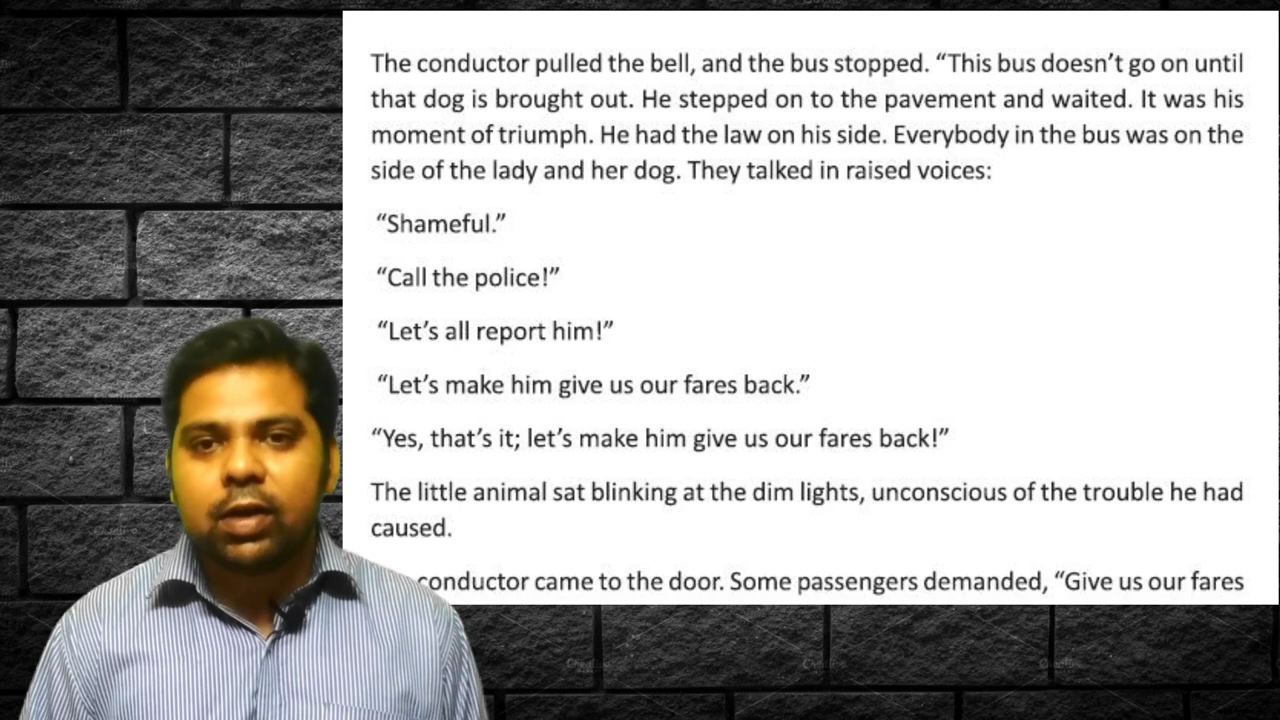 The conductor pulled the bell, and the bus stopped. “This bus doesn’t go on until
that dog is brought out. He stepped on to the pavement and waited. It was his
moment of triumph. He had the law on his side. Everybody in the bus was on the
side of the lady and her dog. They talked in raised voices:
“Shameful.”
“Call the police!”
“Let’s all report him!”
“Let’s make him give us our fares back.”
“Yes, that’s it; let’s make him give us our fares back!”
The little animal sat blinking at the dim lights, unconscious of the trouble he had
caused.
conductor came to the door. Some passengers demanded, “Give us our fares